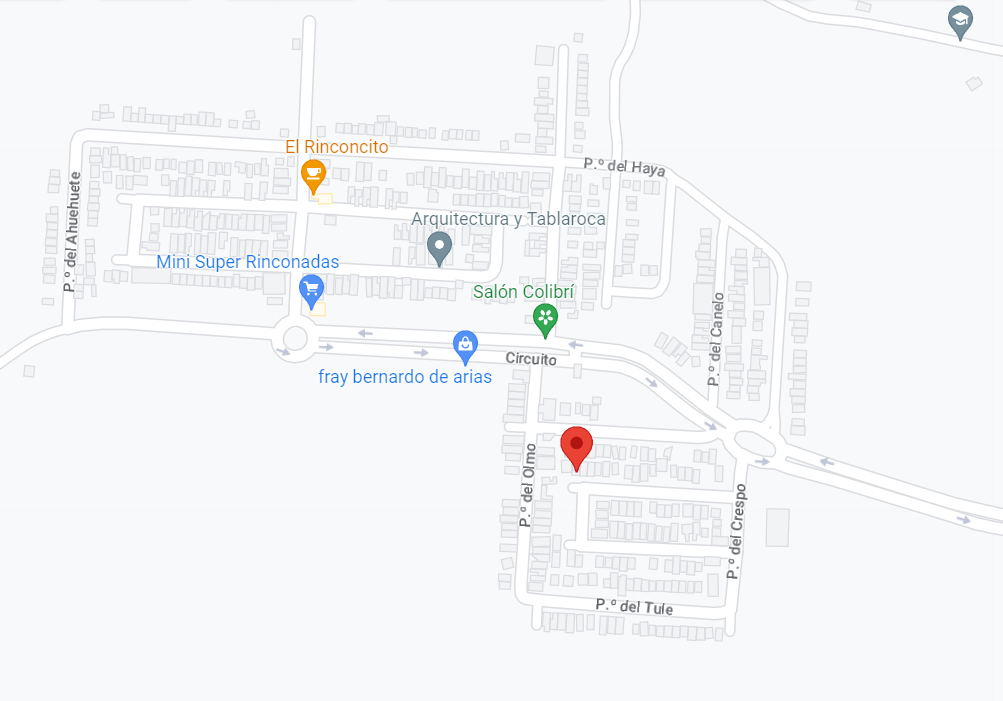 El Rinconcito
P.º del Haya
P.º del Ahuehuete
Arquitectura y Tablaroca
Mini Super Rinconadas
Salón Colibrí
P.º del Canelo
Circuito
fray bernardo de arias
P.º del Olmo
P.º del Crespo
P.º del Tule